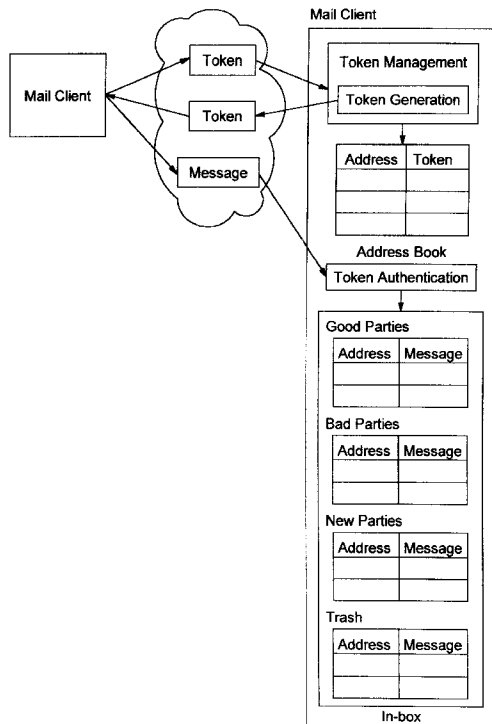 Mail Client
Token
Token
Message
Mail Client
Token Management
Token Generation
Address Token
Address Book
Token Authentication
Good Parties
Address Message
Bad Parties
Address Message
New Parties
Address Message
Trash
Address Message
In-box